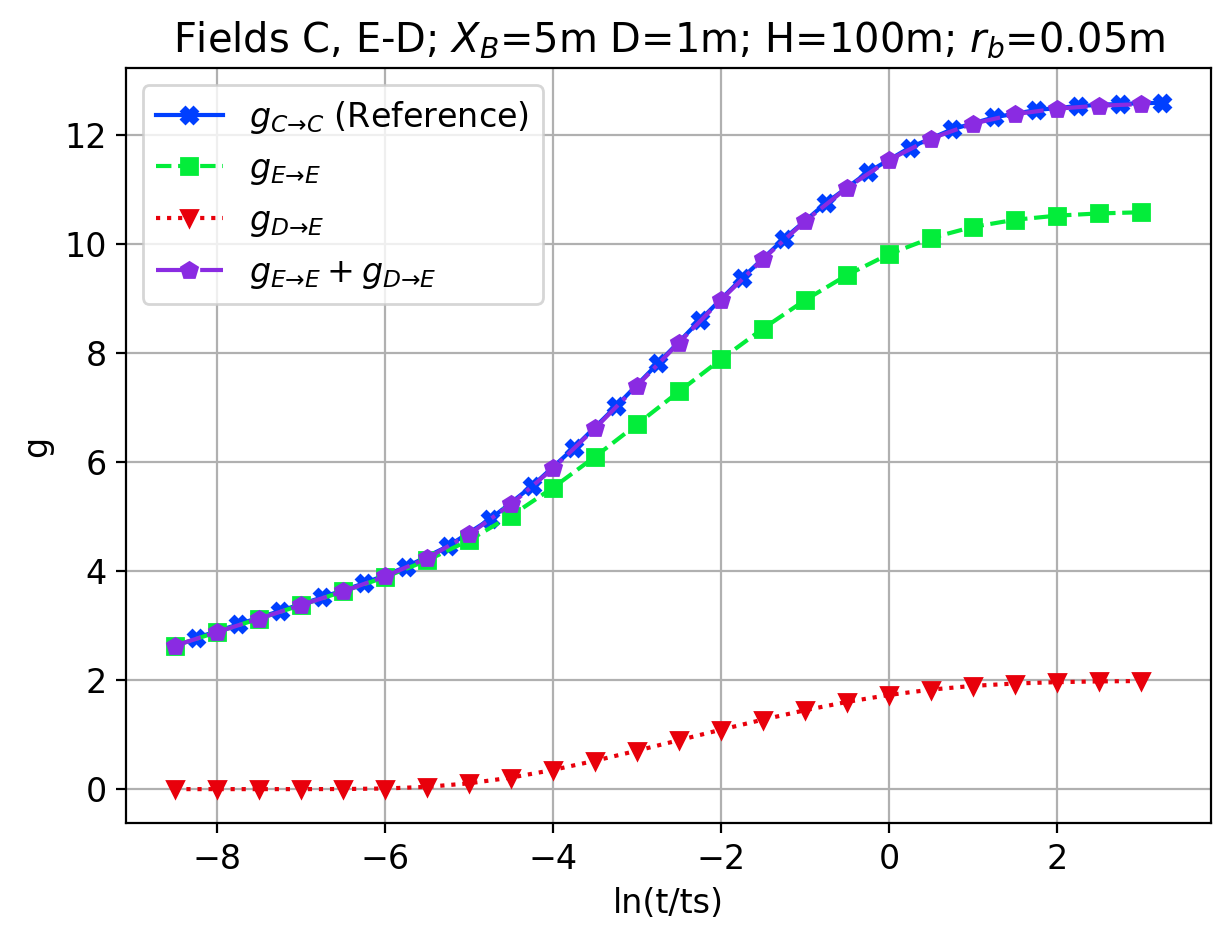 Fields C, E-D; X_B=5m D=1m; H=100m; r_b=0.05m
g_{C→C} (Reference)
g_{E→E}
g_{D→E}
g_{E→E} + g_{D→E}
12
10
8
6
4
2
0
g
−8 −6 −4 −2 0 2
ln(t/ts)